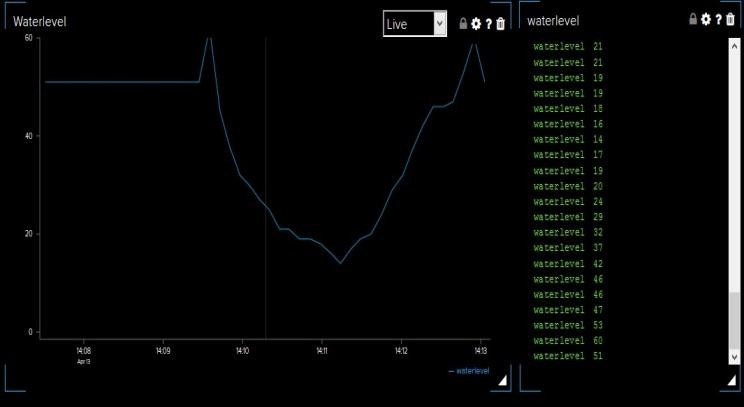 Waterlevel
Live
?
60
40
20
0
14:08
14:09
14:10
14:11
14:12
14:13
Apr 13
waterlevel
waterlevel
?
waterlevel 21
waterlevel 21
waterlevel 19
waterlevel 19
waterlevel 18
waterlevel 16
waterlevel 14
waterlevel 17
waterlevel 19
waterlevel 20
waterlevel 24
waterlevel 29
waterlevel 32
waterlevel 37
waterlevel 42
waterlevel 46
waterlevel 46
waterlevel 47
waterlevel 53
waterlevel 60
waterlevel 51